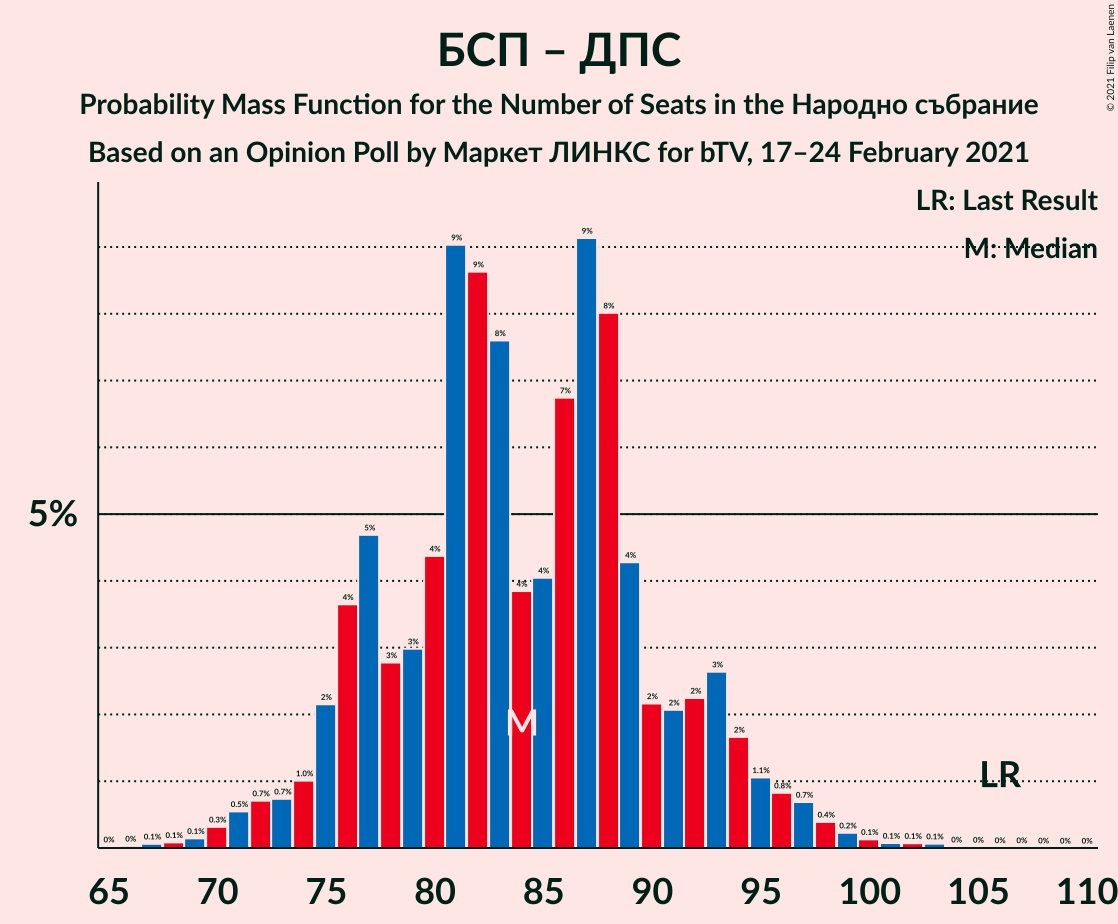 БСП – ДПС
Probability Mass Function for the Number of Seats in the Народно събрание
Based on an Opinion Poll by Маркет ЛИНКС for bTV, 17–24 February 2021
© 2021 Filip van Laenen
LR: Last Result
M: Median
5%
0% 0% 0.1% 0.1% 0.1% 0.3% 0.5% 0.7% 0.7% 1.0% 2% 4% 5% 3% 3% 4% 9% 9% 8% 4% 4% 7% 9% 8% 4% 2% 2% 2% 3% 2% 1.1% 0.8% 0.7% 0.4% 0.2% 0.1% 0.1% 0.1% 0.1% 0% 0% 0% 0% 0% 0% 0%
M
LR
65 70 75 80 85 90 95 100 105 110